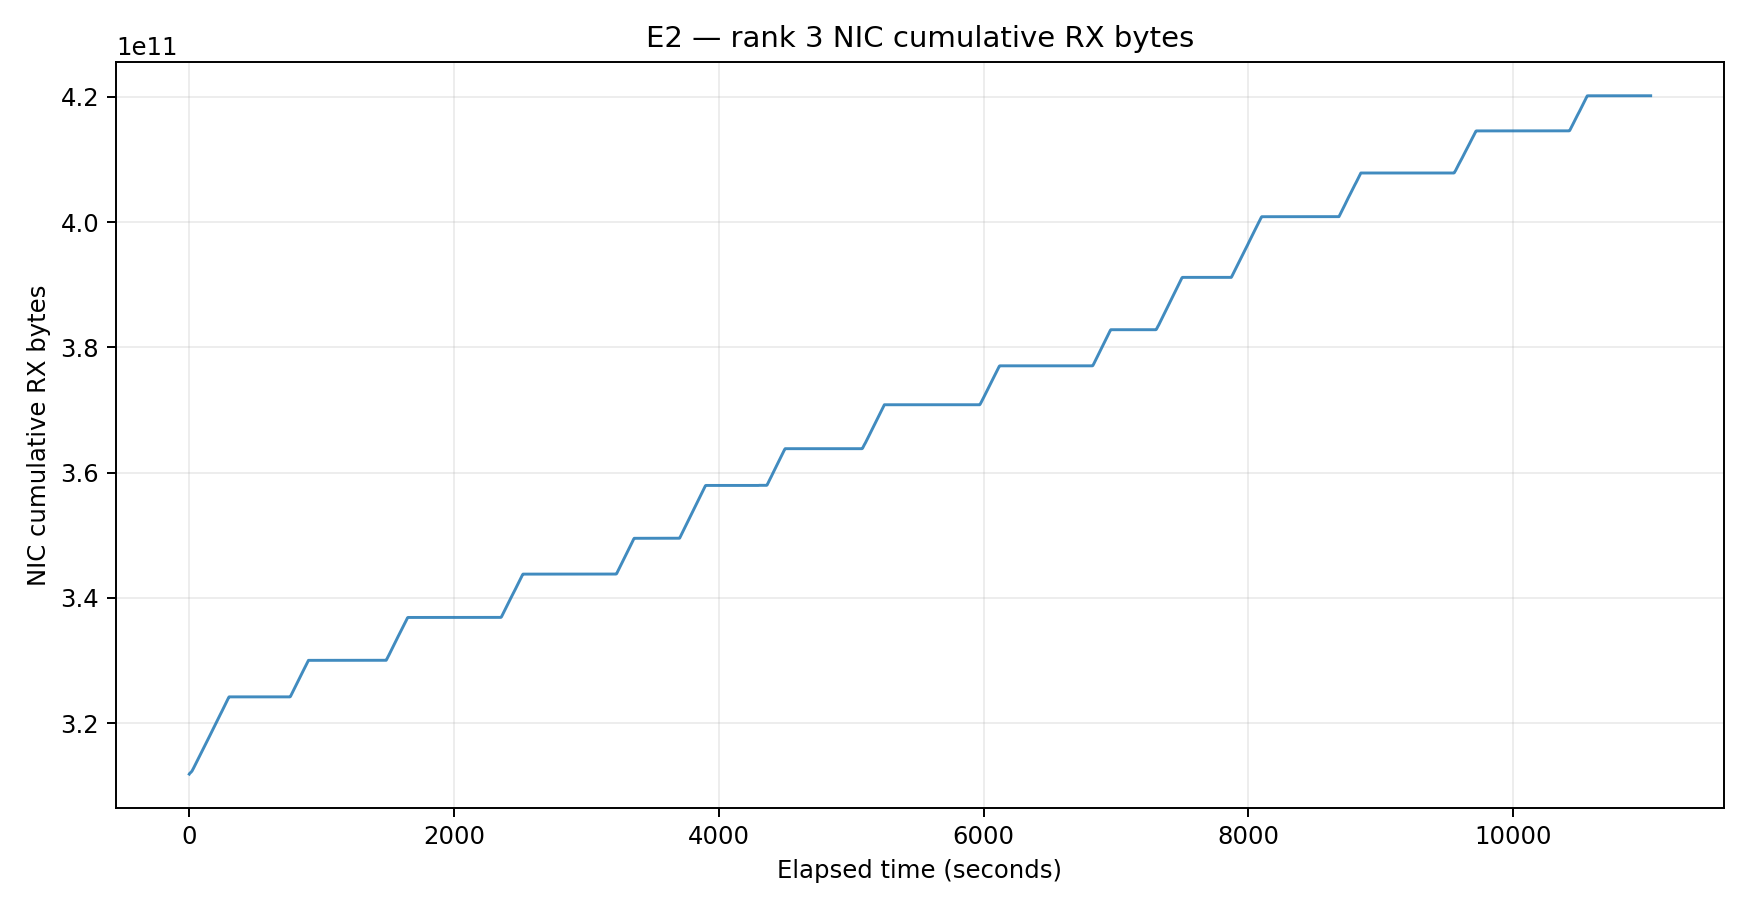 E2 — rank 3 NIC cumulative RX bytes
1e11
4.2
4.0
3.8
3.6
3.4
3.2
NIC cumulative RX bytes
0 2000 4000 6000 8000 10000
Elapsed time (seconds)